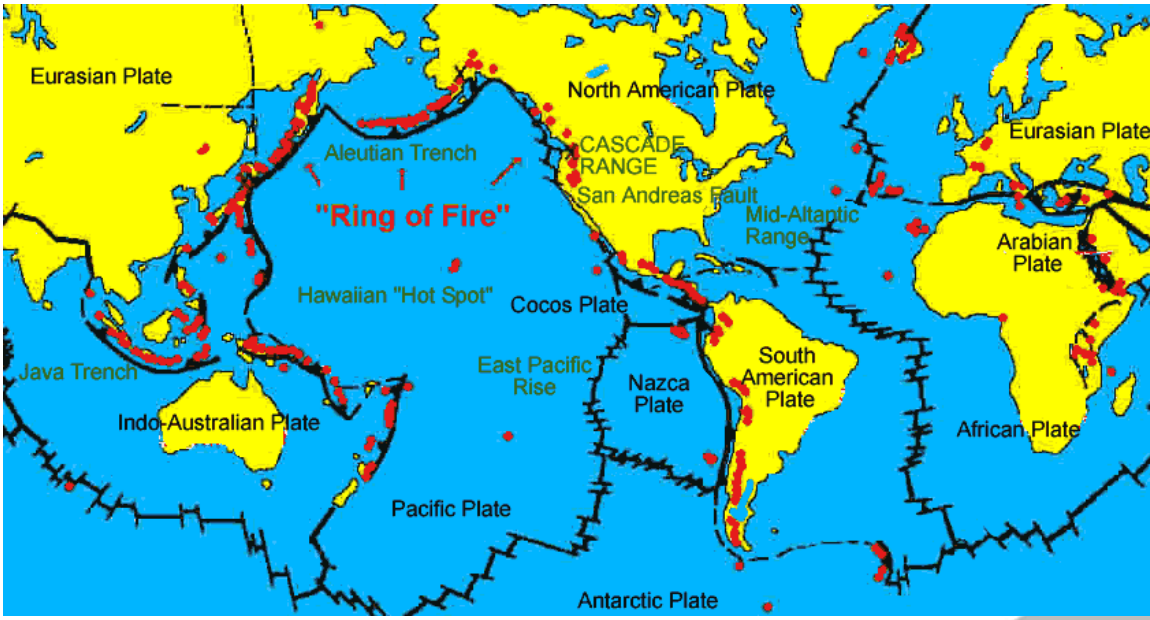 Eurasian Plate
North American Plate
Eurasian Plate
Aleutian Trench
CASCADE
RANGE
San Andreas Fault
"Ring of Fire"
Mid-Altantic
Range
Arabian
Plate
Hawaiian "Hot Spot"
Cocos Plate
Java Trench
East Pacific
Rise
Nazca
Plate
South
American
Plate
Indo-Australian Plate
African Plate
Pacific Plate
Antarctic Plate